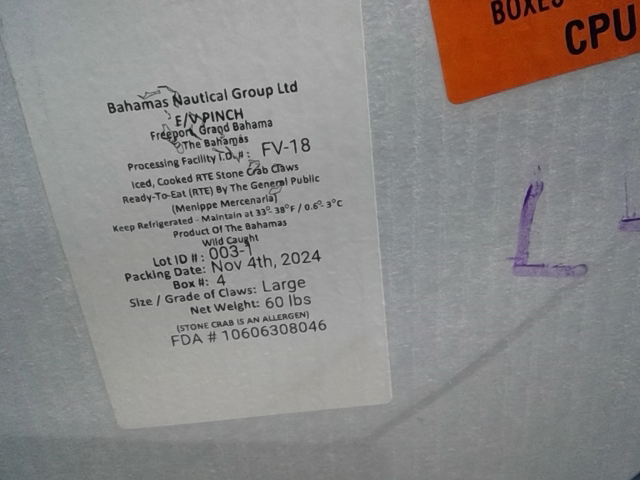 Bahamas Nautical Group Ltd
E/V PINCH
Freeport, Grand Bahama
The Bahamas
Processing Facility I.D. #: FV-18
Iced, Cooked RTE Stone Crab Claws
Ready-To-Eat (RTE) By The General Public
(Menippe Mercenaria)
Keep Refrigerated - Maintain at 33°- 38°F / 0.6°- 3°C
Product Of The Bahamas
Wild Caught
Lot ID #: 003-1
Packing Date: Nov 4th, 2024
Box #: 4
Size / Grade of Claws: Large
Net Weight: 60 lbs
(STONE CRAB IS AN ALLERGEN)
FDA # 10606308046
BOXES
CPU
L